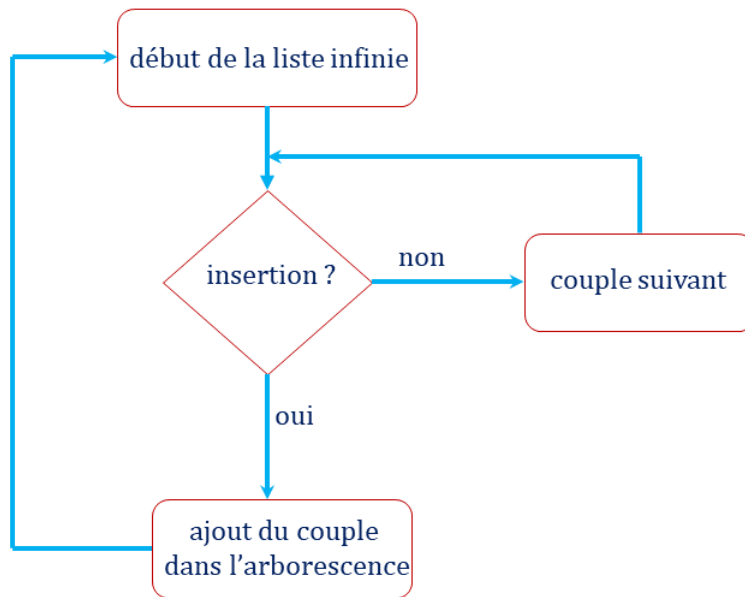 début de la liste infinie
insertion ?
non
couple suivant
oui
ajout du couple
dans l’arborescence